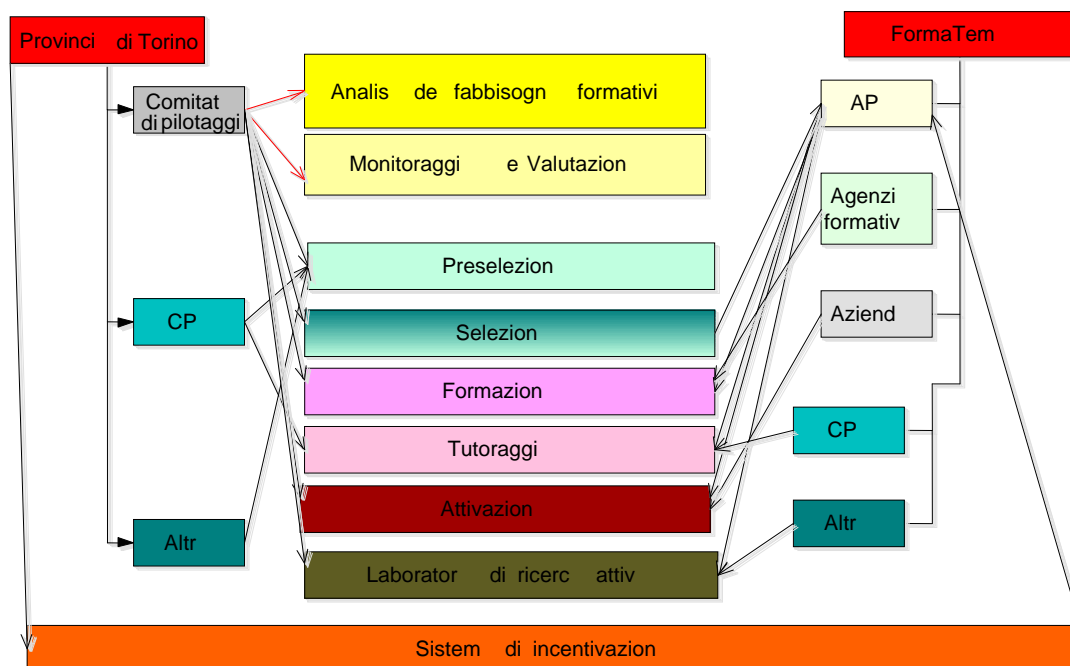 Provinci di Torino
FormaTem
Comitat
di pilotaggi
Analis de fabbisogn formativi
AP
Monitoraggi e Valutazion
Agenzi
formativ
Preselezion
CP
Selezion
Aziend
Formazion
Tutoraggi
CP
Attivazion
Altr
Altr
Laborator di ricerc attiv
Sistem di incentivazion